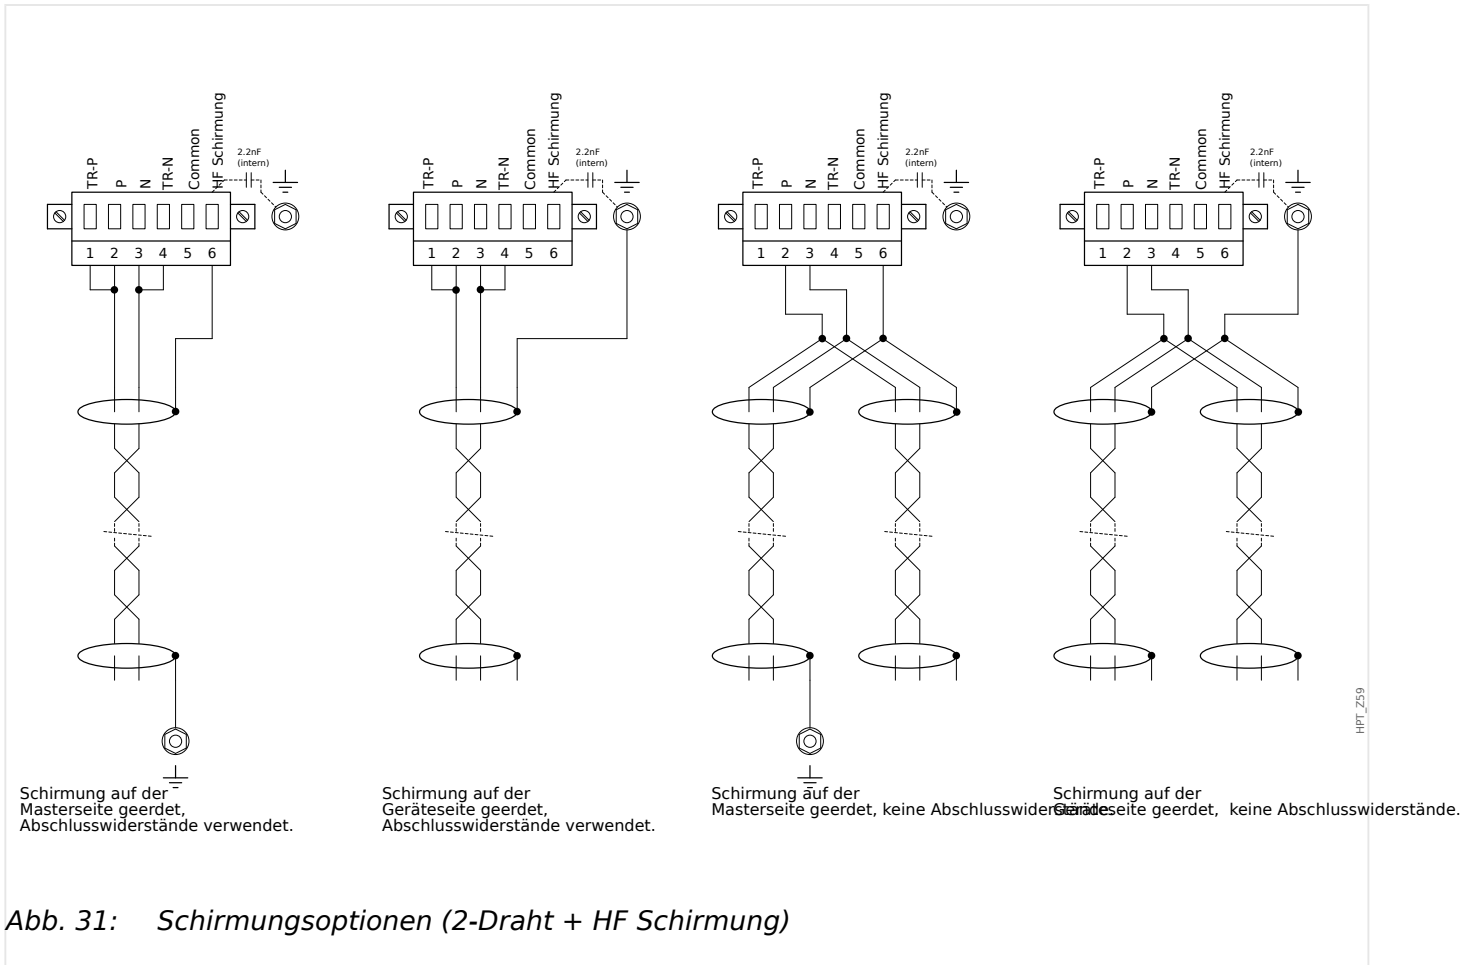 TR-P
P
N
TR-N
Common
HF Schirmung
2.2nF
(intern)
1 2 3 4 5 6
TR-P
P
N
TR-N
Common
HF Schirmung
2.2nF
(intern)
1 2 3 4 5 6
TR-P
P
N
TR-N
Common
HF Schirmung
2.2nF
(intern)
1 2 3 4 5 6
TR-P
P
N
TR-N
Common
HF Schirmung
2.2nF
(intern)
1 2 3 4 5 6
HPT_Z59
Schirmung auf der
Masterseite geerdet,
Abschlusswiderstände verwendet.
Schirmung auf der
Geräteseite geerdet,
Abschlusswiderstände verwendet.
Schirmung auf der
Masterseite geerdet, keine Abschlusswiderstände.
Schirmung auf der
Geräteseite geerdet, keine Abschlusswiderstände.
Abb. 31: Schirmungsoptionen (2-Draht + HF Schirmung)